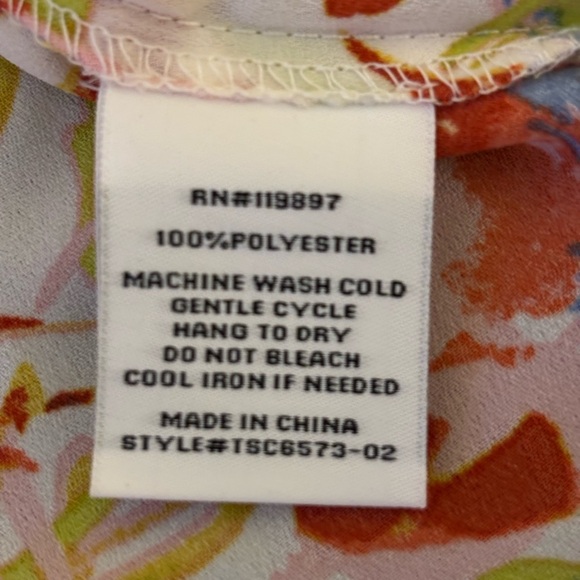 RN#119897
100%POLYESTER
MACHINE WASH COLD
GENTLE CYCLE
HANG TO DRY
DO NOT BLEACH
COOL IRON IF NEEDED
MADE IN CHINA
STYLE#TSC6573-02